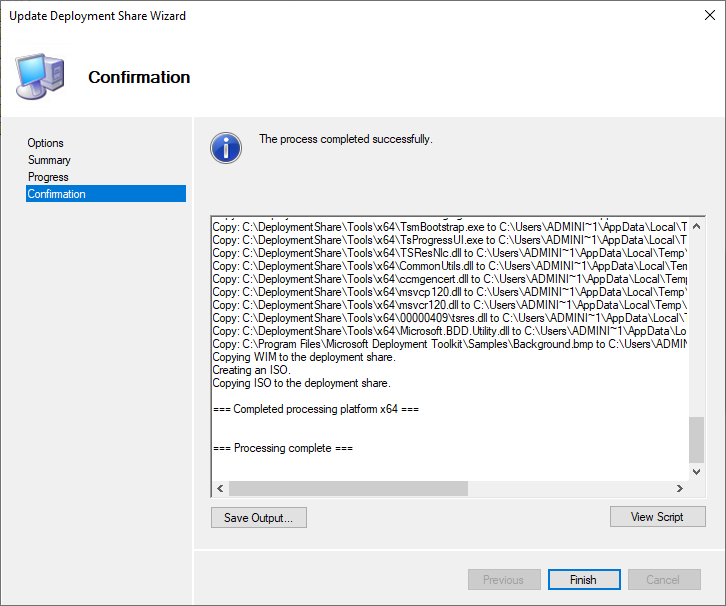 Update Deployment Share Wizard
Confirmation
Options
Summary
Progress
Confirmation
The process completed successfully.
Copy: C:\DeploymentShare\Tools\x64\TsmBootstrap.exe to C:\Users\ADMINI~1\AppData\Local\T
Copy: C:\DeploymentShare\Tools\x64\TsProgressUI.exe to C:\Users\ADMINI~1\AppData\Local\T
Copy: C:\DeploymentShare\Tools\x64\TSResNlc.dll to C:\Users\ADMINI~1\AppData\Local\Temp\
Copy: C:\DeploymentShare\Tools\x64\CommonUtils.dll to C:\Users\ADMINI~1\AppData\Local\Tem
Copy: C:\DeploymentShare\Tools\x64\ccmgencert.dll to C:\Users\ADMINI~1\AppData\Local\Temp
Copy: C:\DeploymentShare\Tools\x64\msvcp120.dll to C:\Users\ADMINI~1\AppData\Local\Temp\
Copy: C:\DeploymentShare\Tools\x64\msvcr120.dll to C:\Users\ADMINI~1\AppData\Local\Temp\
Copy: C:\DeploymentShare\Tools\x64\00000409\tsres.dll to C:\Users\ADMINI~1\AppData\Local\
Copy: C:\DeploymentShare\Tools\x64\Microsoft.BDD.Utility.dll to C:\Users\ADMINI~1\AppData\Lo
Copy: C:\Program Files\Microsoft Deployment Toolkit\Samples\Background.bmp to C:\Users\ADMIN
Copying WIM to the deployment share.
Creating an ISO.
Copying ISO to the deployment share.
=== Completed processing platform x64 ===
=== Processing complete ===
Save Output...
View Script
Previous
Finish
Cancel